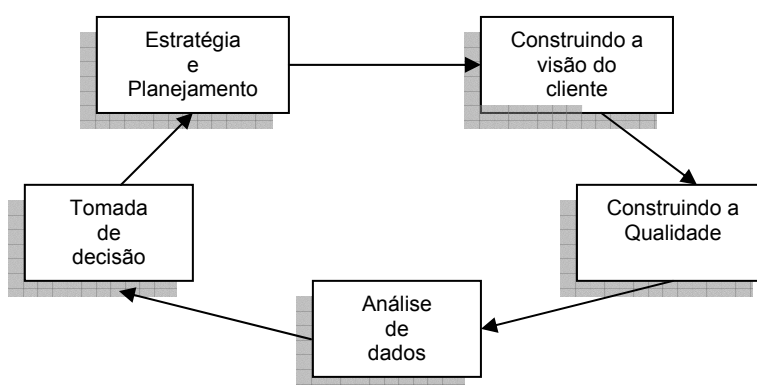 Estratégia
e
Planejamento
Construindo a
visão do
cliente
Construindo a
Qualidade
Análise
de
dados
Tomada
de
decisão